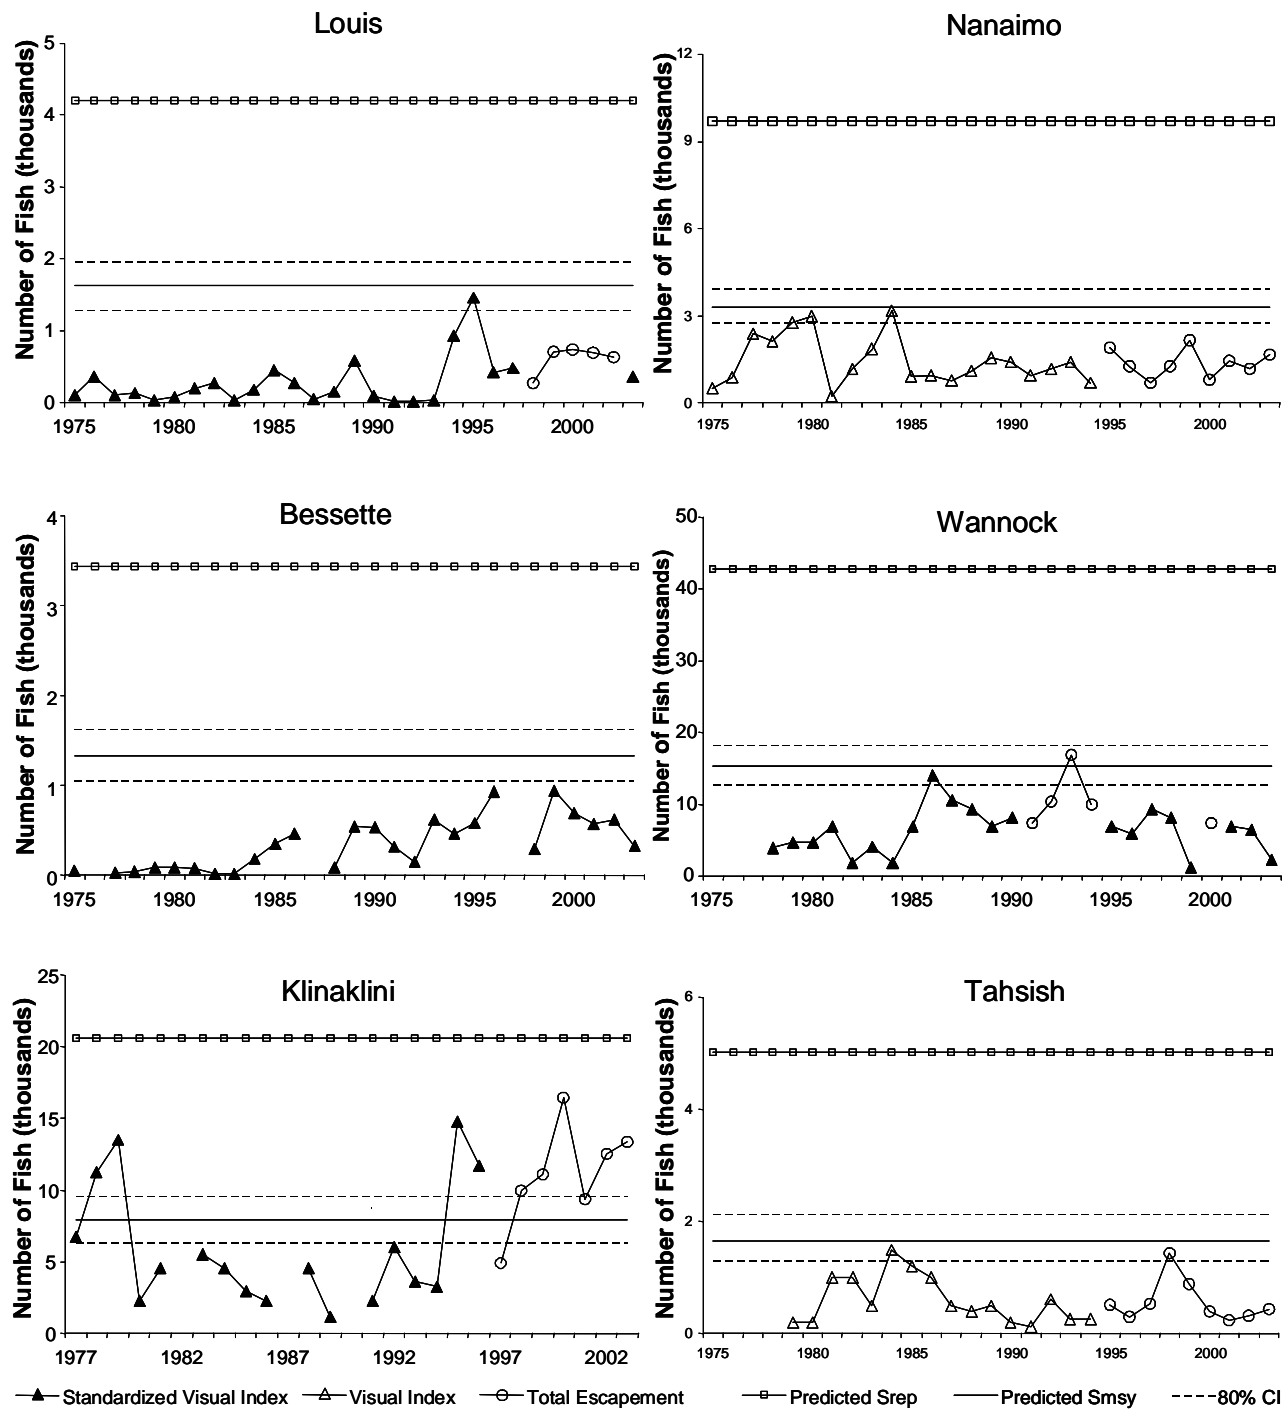 Louis
Number of Fish (thousands)
5
4
3
2
1
0
1975 1980 1985 1990 1995 2000
Nanaimo
Number of Fish (thousands)
12
9
6
3
0
1975 1980 1985 1990 1995 2000
Bessette
Number of Fish (thousands)
4
3
2
1
0
1975 1980 1985 1990 1995 2000
Wannock
Number of Fish (thousands)
50
40
30
20
10
0
1975 1980 1985 1990 1995 2000
Klinaklini
Number of Fish (thousands)
25
20
15
10
5
0
1977 1982 1987 1992 1997 2002
Tahsish
Number of Fish (thousands)
6
4
2
0
1975 1980 1985 1990 1995 2000
Standardized Visual Index Visual Index Total Escapement Predicted Srep Predicted Smsy 80% CI